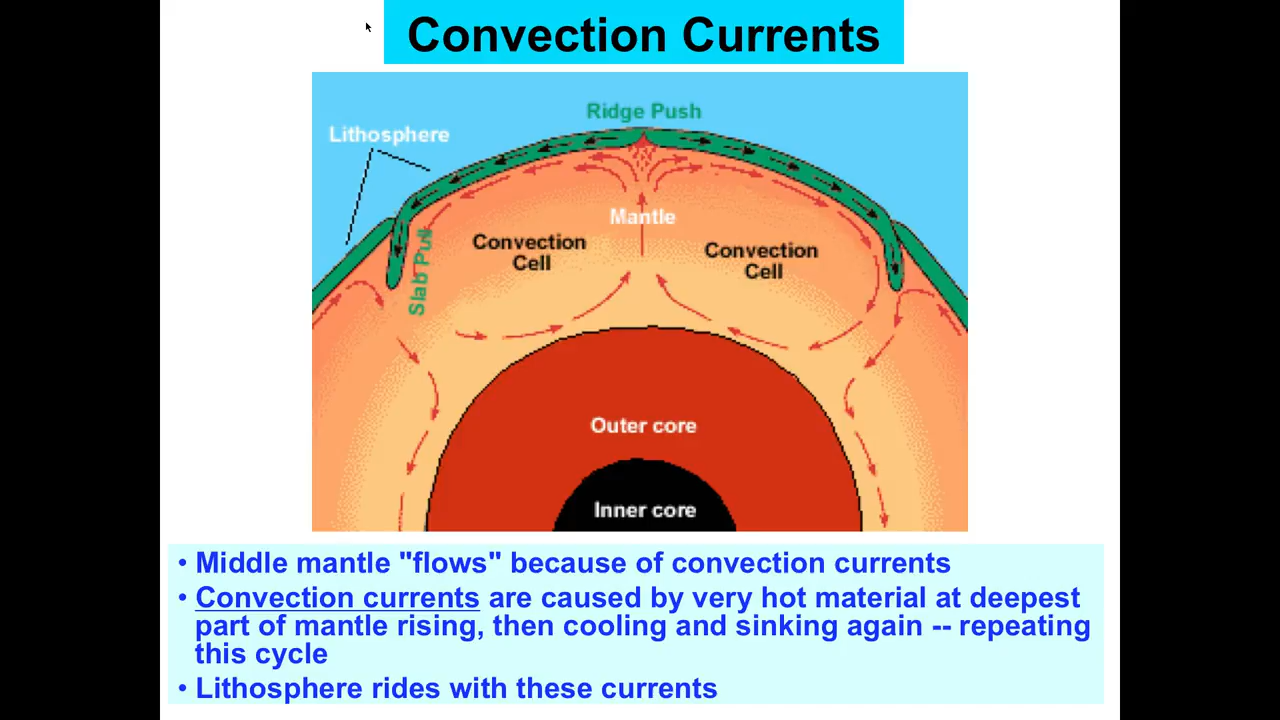 Convection Currents
Ridge Push
Lithosphere
Mantle
Convection
Cell
Convection
Cell
Slab Pull
Outer core
Inner core
• Middle mantle "flows" because of convection currents
• Convection currents are caused by very hot material at deepest
part of mantle rising, then cooling and sinking again -- repeating
this cycle
• Lithosphere rides with these currents